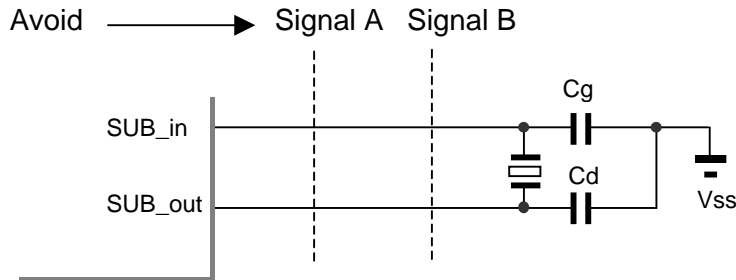 Avoid Signal A Signal B
Cg
SUB_in
Cd
SUB_out
Vss